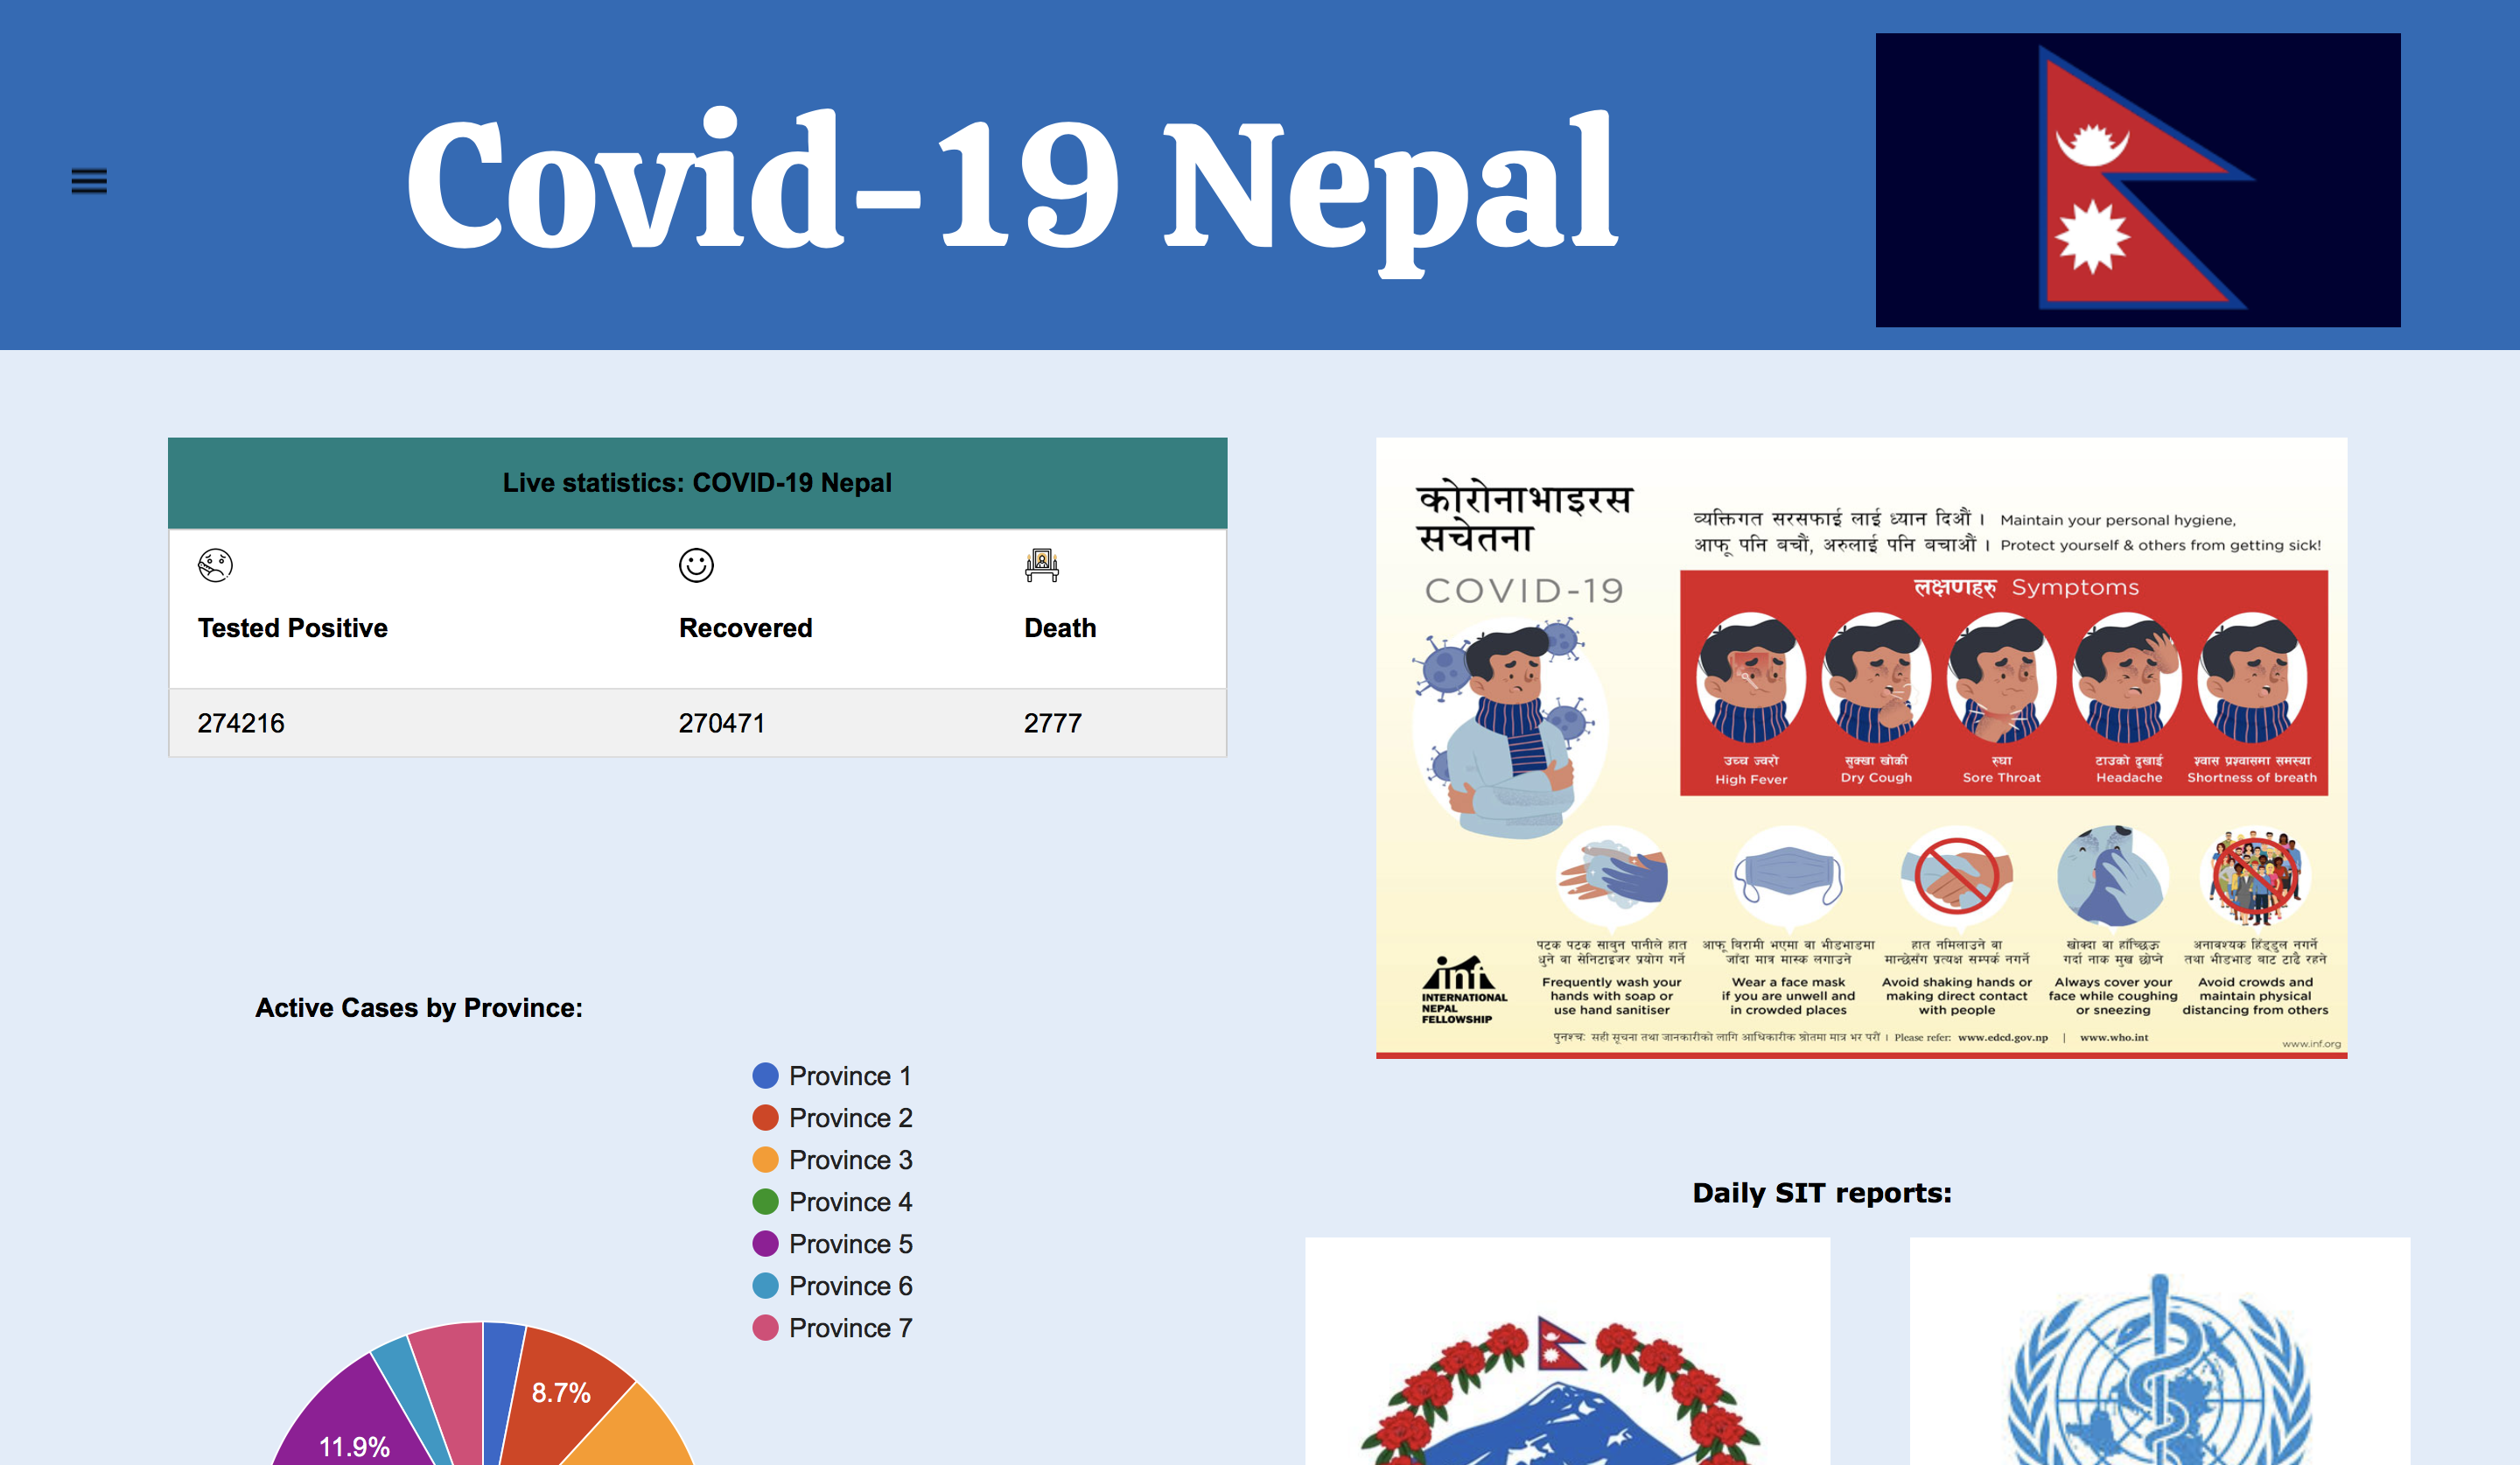 Covid-19 Nepal
Live statistics: COVID-19 Nepal
Tested Positive
Recovered
Death
274216
270471
2777
Active Cases by Province:
Province 1
Province 2
Province 3
Province 4
Province 5
Province 6
Province 7
8.7%
11.9%
कोरोनाभाइरस
सचेतना
COVID-19
व्यक्तिगत सरसफाई लाई ध्यान दिऔं । Maintain your personal hygiene,
आफू पनि बचौं, अरुलाई पनि बचाऔं । Protect yourself & others from getting sick!
लक्षणहरु Symptoms
उच्च ज्वरो
High Fever
सुक्खा खोकी
Dry Cough
रुघा
Sore Throat
टाउको दुखाई
Headache
श्वास प्रश्वासमा समस्या
Shortness of breath
पटक पटक साबुन पानीले हात
धुने वा सेनिटाइजर प्रयोग गर्ने
Frequently wash your
hands with soap or
use hand sanitiser
आफू बिरामी भएमा वा भीडभाडमा
जाँदा मात्र मास्क लगाउने
Wear a face mask
if you are unwell and
in crowded places
हात नमिलाउने वा
मान्छेसँग प्रत्यक्ष सम्पर्क नगर्ने
Avoid shaking hands or
making direct contact
with people
खोक्दा वा हाँच्छिऊ
गर्दा नाक मुख छोप्ने
Always cover your
face while coughing
or sneezing
अनावश्यक हिंडडुल नगर्ने
तथा भीडभाड बाट टाढै रहने
Avoid crowds and
maintain physical
distancing from others
inf
INTERNATIONAL
NEPAL
FELLOWSHIP
पुनश्च: सही सूचना तथा जानकारीको लागि आधिकारीक श्रोतमा मात्र भर परौं । Please refer: www.edcd.gov.np | www.who.int
www.inf.org
Daily SIT reports: